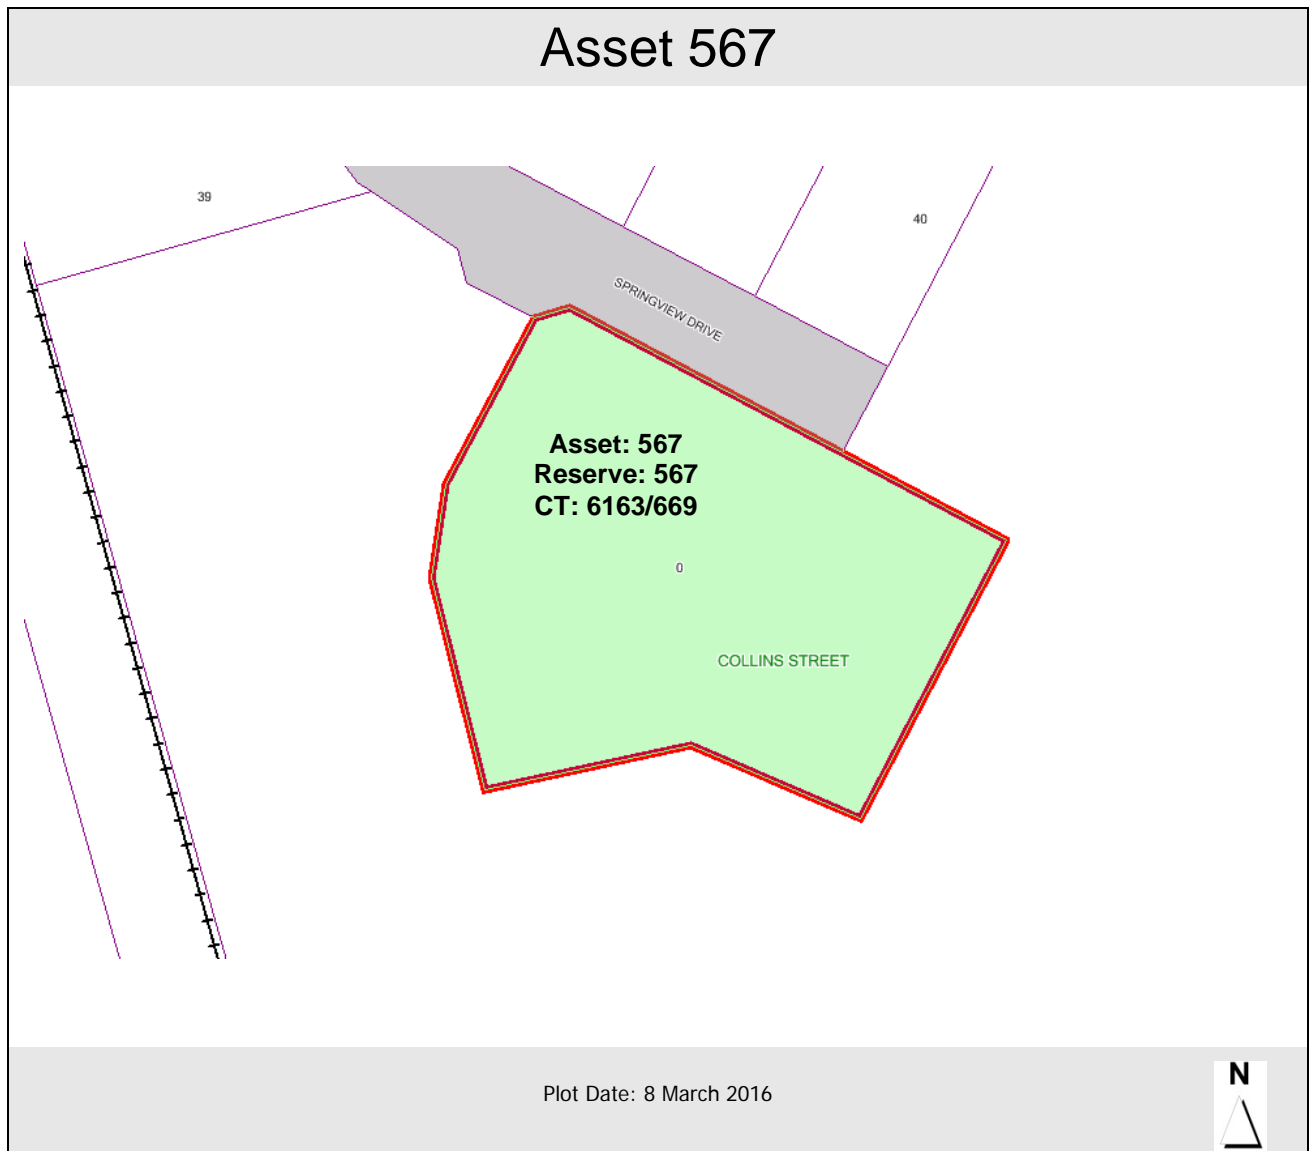 Asset 567
39
40
SPRINGVIEW DRIVE
Asset: 567
Reserve: 567
CT: 6163/669
0
COLLINS STREET
Plot Date: 8 March 2016
N